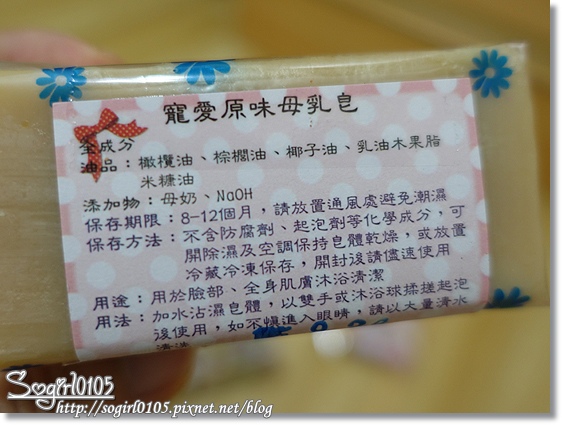 寵愛原味母乳皂
全成分
油品：橄欖油、棕櫚油、椰子油、乳油木果脂
米糠油
添加物：母奶、NaOH
保存期限：8-12個月，請放置通風處避免潮濕
保存方法：不含防腐劑、起泡劑等化學成分，可
開除濕及空調保持皂體乾燥，或放置
冷藏冷凍保存，開封後請儘速使用
用途：用於臉部、全身肌膚沐浴清潔
用法：加水沾濕皂體，以雙手或沐浴球搓揉起泡
後使用，如不慎進入眼睛，請以大量清水
Sogirl0105
http://sogirl0105.pixnet.net/blog